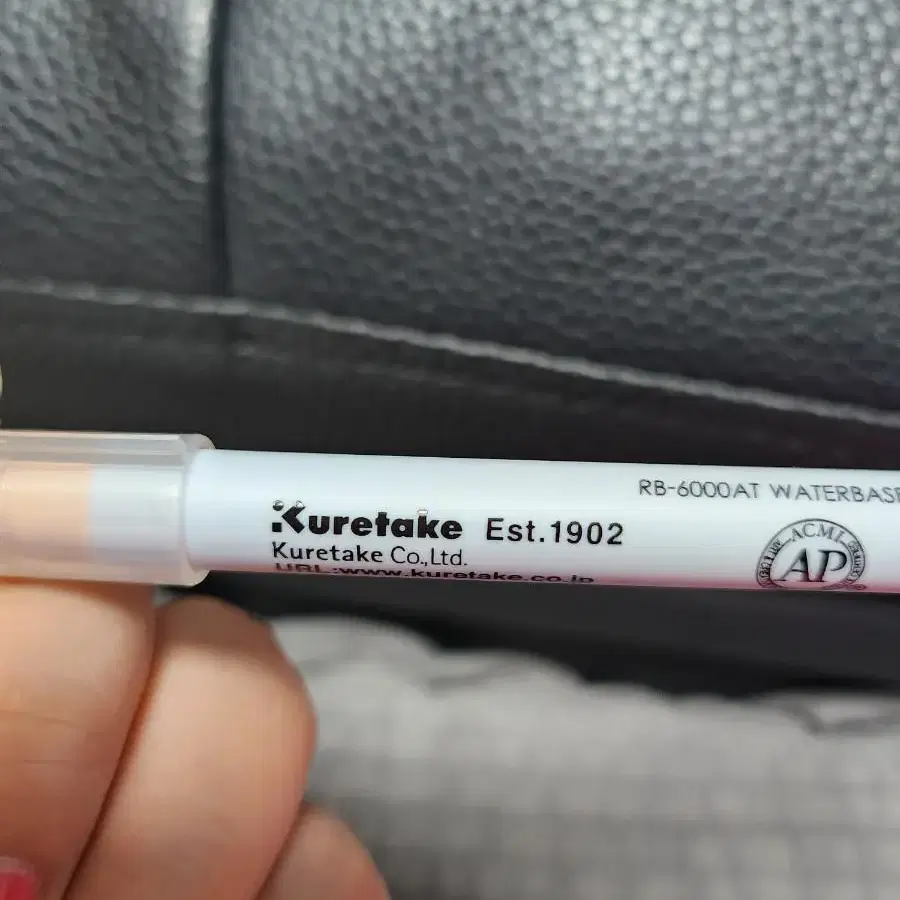 RB-6000AT WATERBASE
Kuretake Est.1902
Kuretake Co.,Ltd.
URL:www.kuretake.co.jp
ACMI
AP